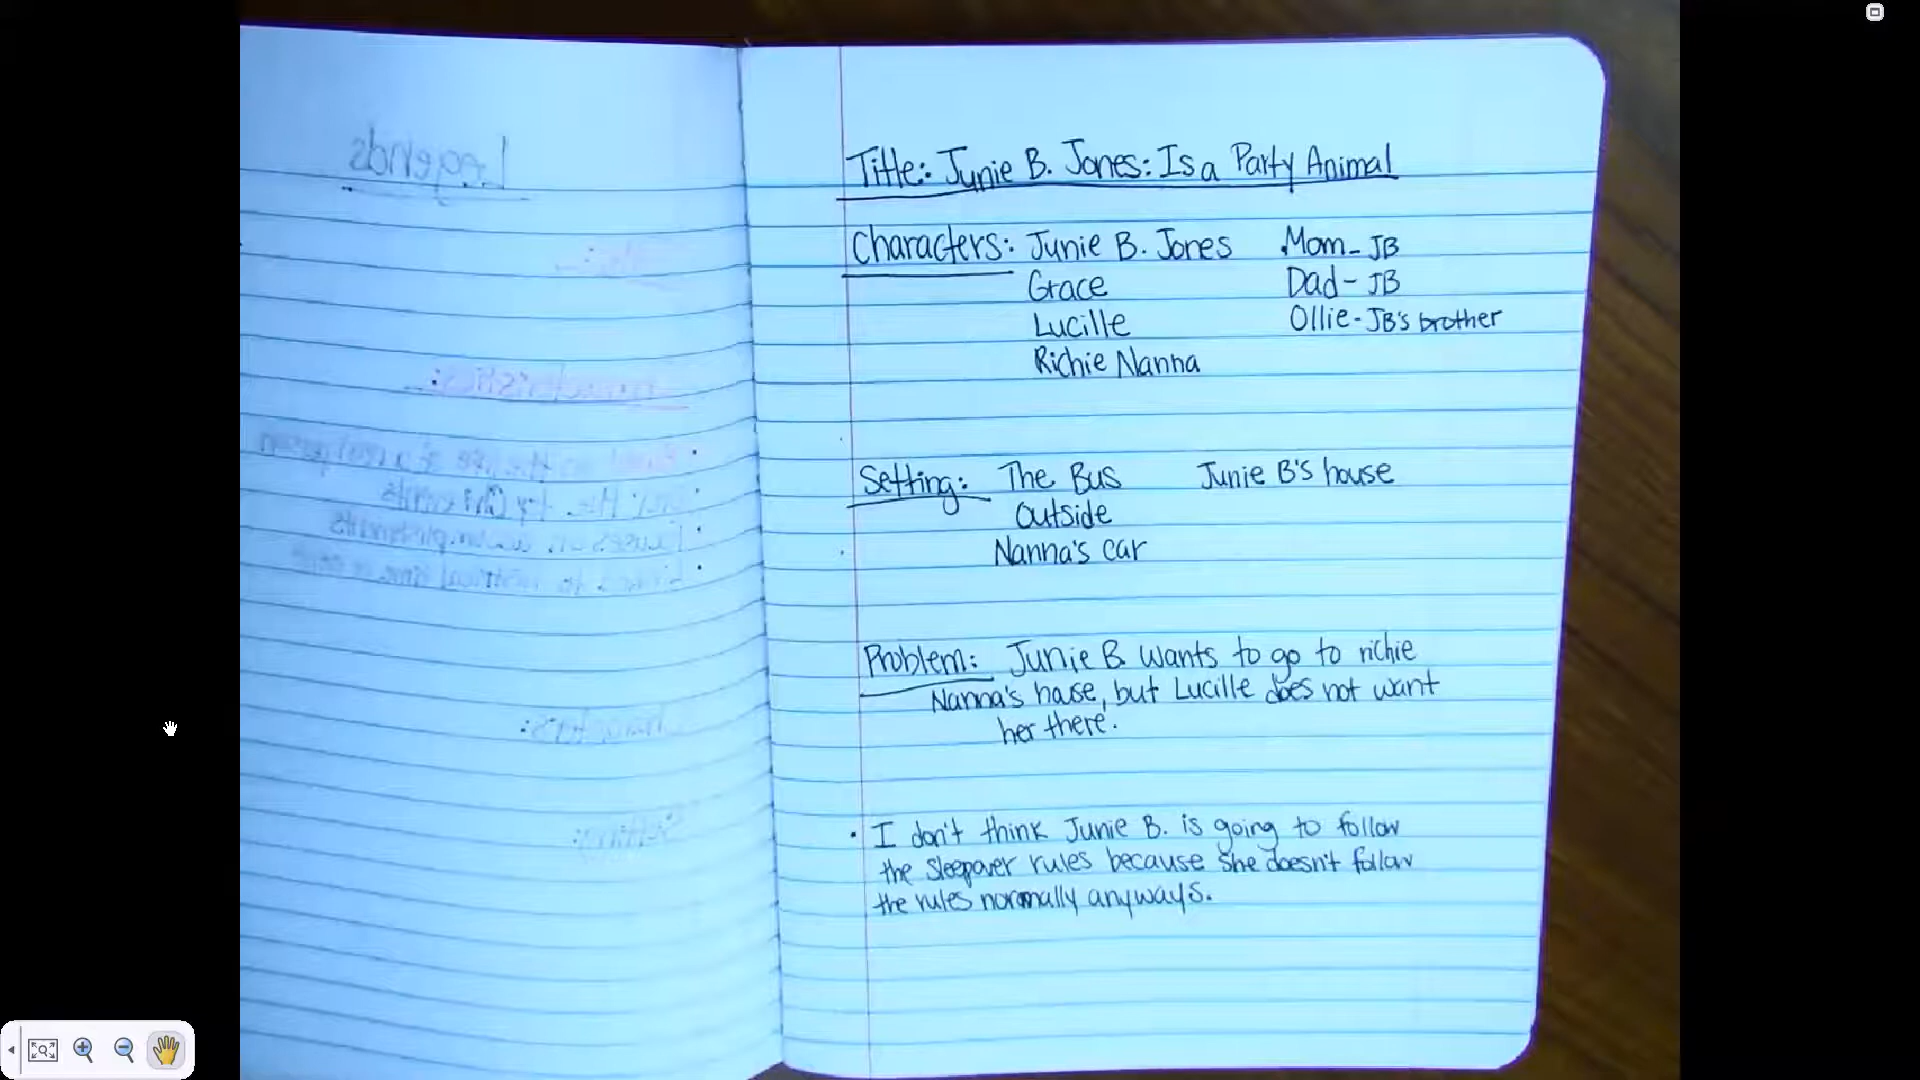 Legends
Title: Junie B. Jones: Is a Party Animal
Characters: Junie B. Jones Mom - JB
Grace Dad - JB
Lucille Ollie - JB's brother
Richie Nanna
Setting: The Bus Junie B's house
Outside
Nanna's car
Problem: Junie B. wants to go to richie
Nanna's house, but Lucille does not want
her there.
• I don't think Junie B. is going to follow
the sleepover rules because she doesn't follow
the rules normally anyways.